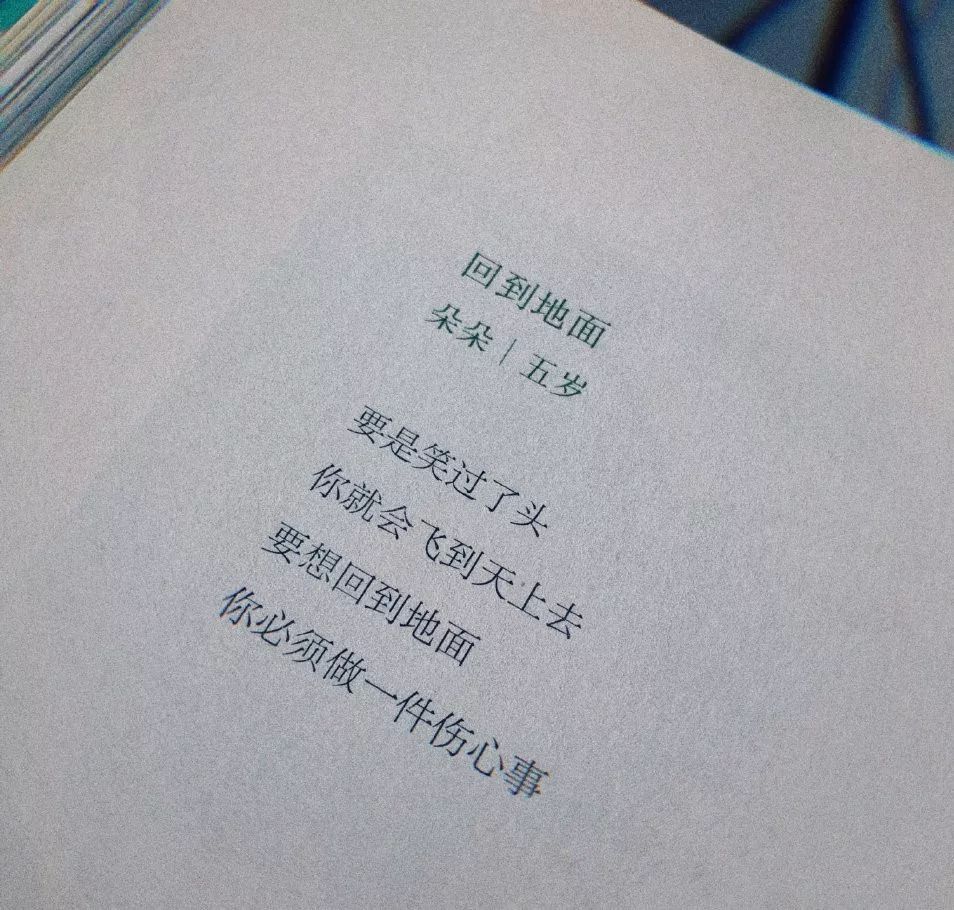 回到地面
朵朵｜五岁
要是笑过了头
你就会飞到天上去
要想回到地面
你必须做一件伤心事